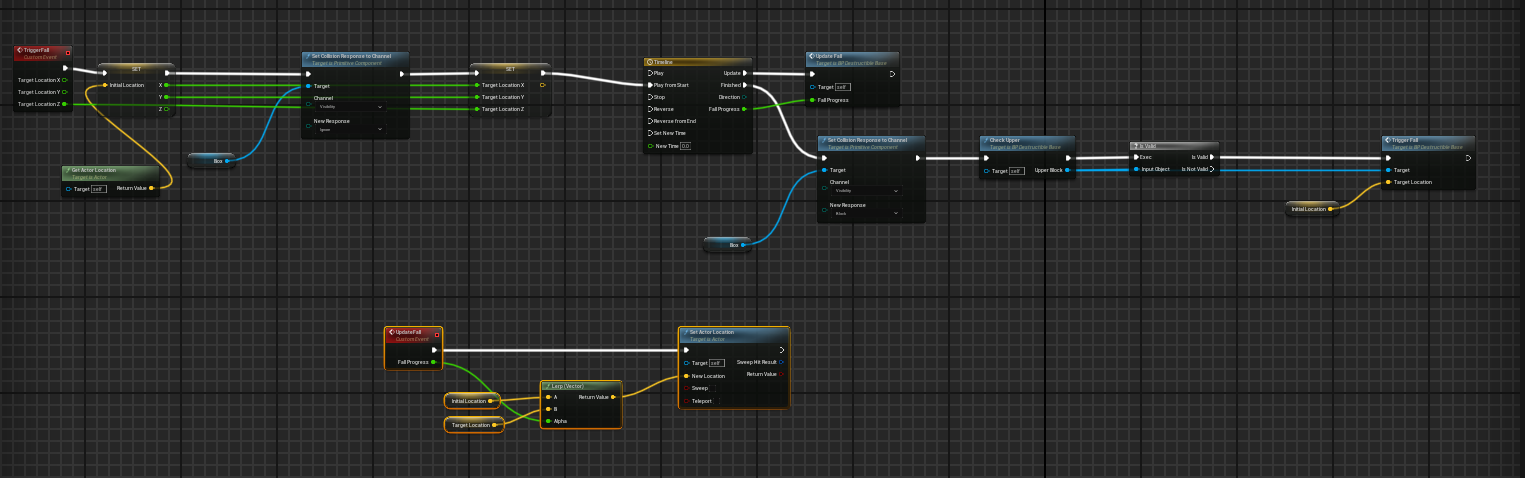 TriggerFall
Custom Event
Target Location X
Target Location Y
Target Location Z
SET
Initial Location
X
Y
Z
Get Actor Location
Target is Actor
Target
self
Return Value
Box
Set Collision Response to Channel
Target is Primitive Component
Target
Channel
Visibility
New Response
Ignore
SET
Target Location X
Target Location Y
Target Location Z
Timeline
Play
Update
Play from Start
Finished
Stop
Direction
Reverse
Fall Progress
Reverse from End
Set New Time
New Time
0.0
Update Fall
Target is BP Destructible Base
Target
self
Fall Progress
Box
Set Collision Response to Channel
Target is Primitive Component
Target
Channel
Visibility
New Response
Block
Check Upper
Target is BP Destructible Base
Target
self
Upper Block
Is Valid
Exec
Is Valid
Input Object
Is Not Valid
Initial Location
Trigger Fall
Target is BP Destructible Base
Target
Target Location
UpdateFall
Custom Event
Fall Progress
Initial Location
Target Location
Lerp (Vector)
A
Return Value
B
Alpha
Set Actor Location
Target is Actor
Target
self
Sweep Hit Result
New Location
Return Value
Sweep
Teleport